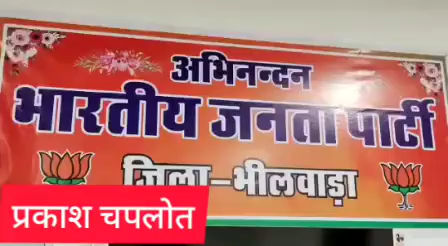 अभिनन्दन
भारतीय जनता पार्टी
जिला-भीलवाड़ा
प्रकाश चपलोत